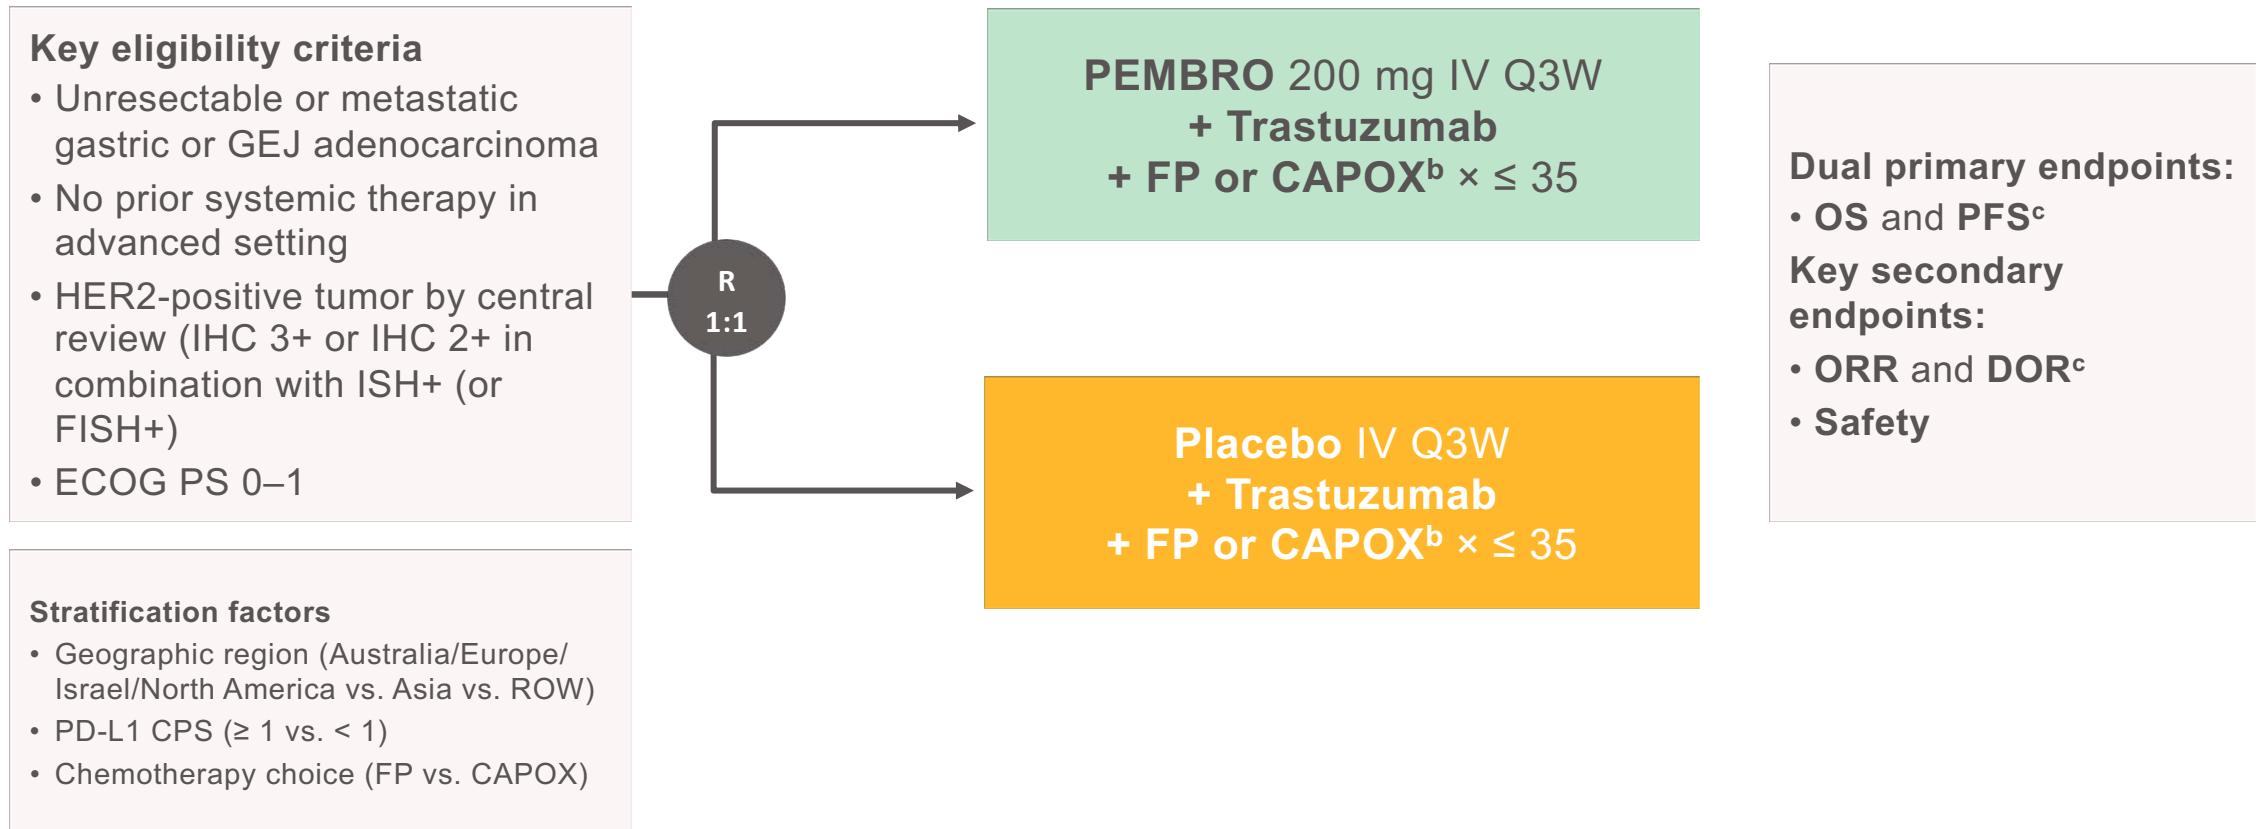 Key eligibility criteria
• Unresectable or metastatic
gastric or GEJ adenocarcinoma
• No prior systemic therapy in
advanced setting
• HER2-positive tumor by central
review (IHC 3+ or IHC 2+ in
combination with ISH+ (or
FISH+)
• ECOG PS 0–1
Stratification factors
• Geographic region (Australia/Europe/
Israel/North America vs. Asia vs. ROW)
• PD-L1 CPS (≥ 1 vs. < 1)
• Chemotherapy choice (FP vs. CAPOX)
R
1:1
PEMBRO 200 mg IV Q3W
+ Trastuzumab
+ FP or CAPOXᵇ × ≤ 35
Placebo IV Q3W
+ Trastuzumab
+ FP or CAPOXᵇ × ≤ 35
Dual primary endpoints:
• OS and PFSᶜ
Key secondary
endpoints:
• ORR and DORᶜ
• Safety